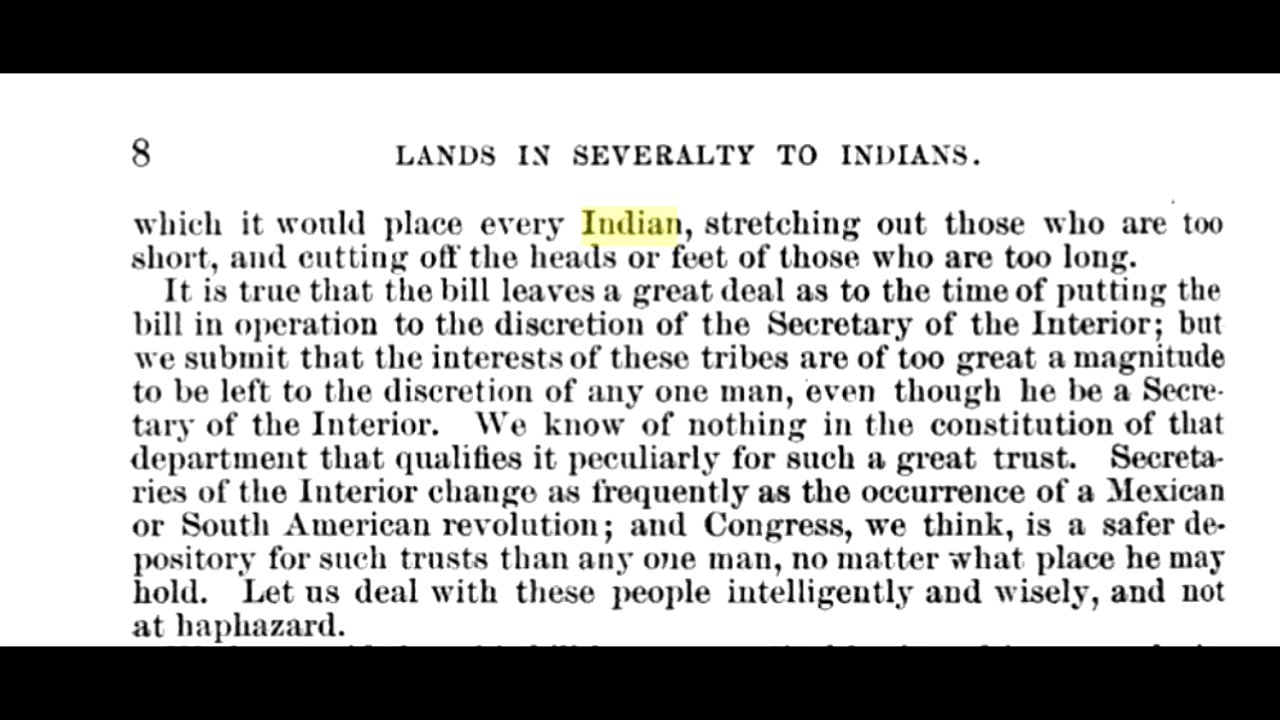 8 LANDS IN SEVERALTY TO INDIANS.
which it would place every Indian, stretching out those who are too
short, and cutting off the heads or feet of those who are too long.
It is true that the bill leaves a great deal as to the time of putting the
bill in operation to the discretion of the Secretary of the Interior; but
we submit that the interests of these tribes are of too great a magnitude
to be left to the discretion of any one man, even though he be a Secre-
tary of the Interior. We know of nothing in the constitution of that
department that qualifies it peculiarly for such a great trust. Secreta-
ries of the Interior change as frequently as the occurrence of a Mexican
or South American revolution; and Congress, we think, is a safer de-
pository for such trusts than any one man, no matter what place he may
hold. Let us deal with these people intelligently and wisely, and not
at haphazard.